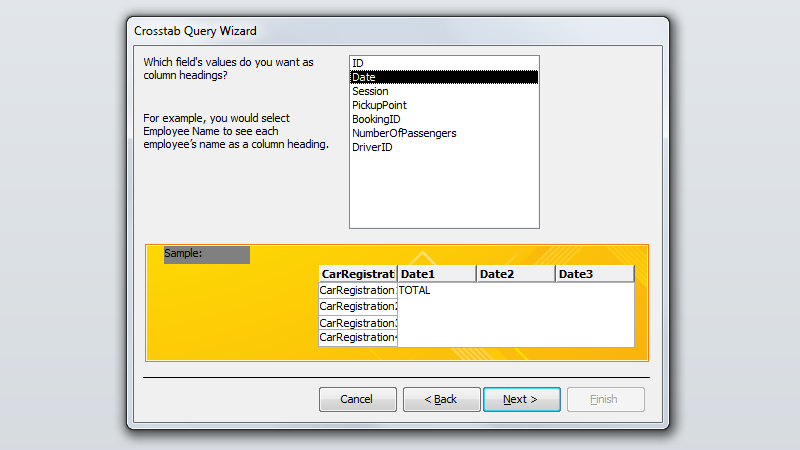 Crosstab Query Wizard
Which field's values do you want as
column headings?
For example, you would select
Employee Name to see each
employee's name as a column heading.
ID
Date
Session
PickupPoint
BookingID
NumberOfPassengers
DriverID
Sample:
CarRegistrati Date1 Date2 Date3
CarRegistration1 TOTAL
CarRegistration2
CarRegistration3
CarRegistration4
Cancel < Back Next > Finish